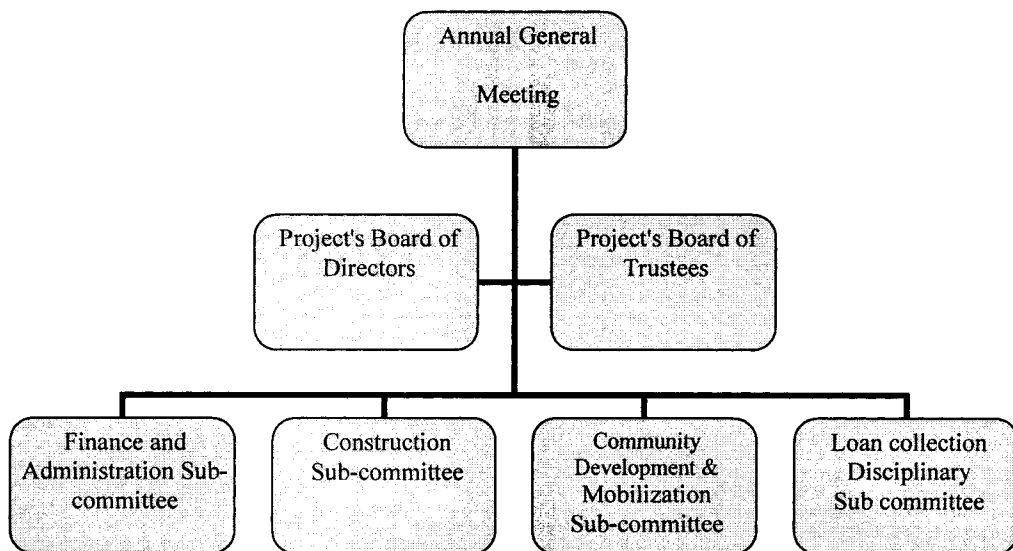 Annual General
Meeting
Project's Board of
Directors
Project's Board of
Trustees
Finance and
Administration Sub-
committee
Construction
Sub-committee
Community
Development &
Mobilization
Sub-committee
Loan collection
Disciplinary
Sub committee